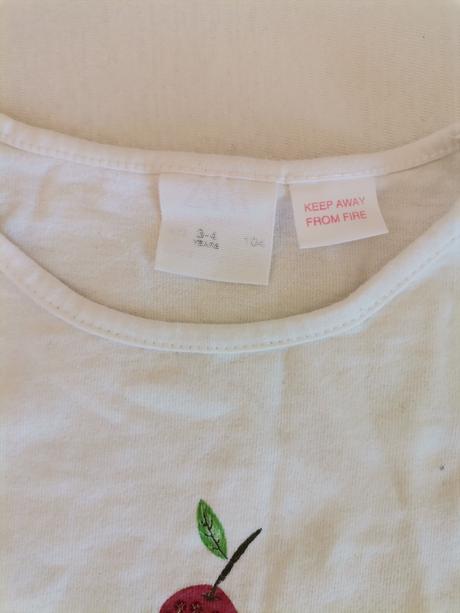 3-4
YEARS
104
KEEP AWAY
FROM FIRE